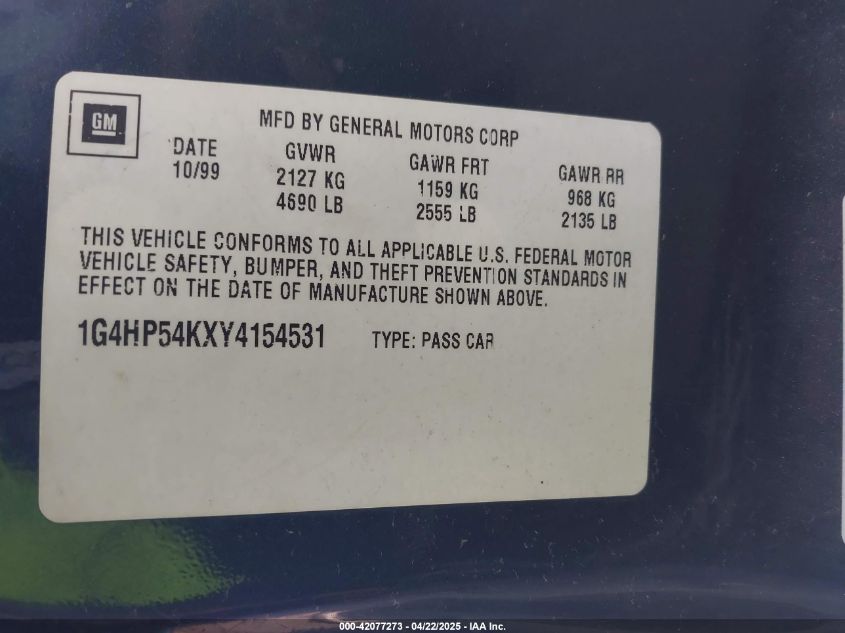 GM
MFD BY GENERAL MOTORS CORP
DATE GVWR GAWR FRT GAWR RR
10/99 2127 KG 1159 KG 968 KG
4690 LB 2555 LB 2135 LB
THIS VEHICLE CONFORMS TO ALL APPLICABLE U.S. FEDERAL MOTOR
VEHICLE SAFETY, BUMPER, AND THEFT PREVENTION STANDARDS IN
EFFECT ON THE DATE OF MANUFACTURE SHOWN ABOVE.
1G4HP54KXY4154531 TYPE: PASS CAR
000-42077273 - 04/22/2025 - IAA Inc.